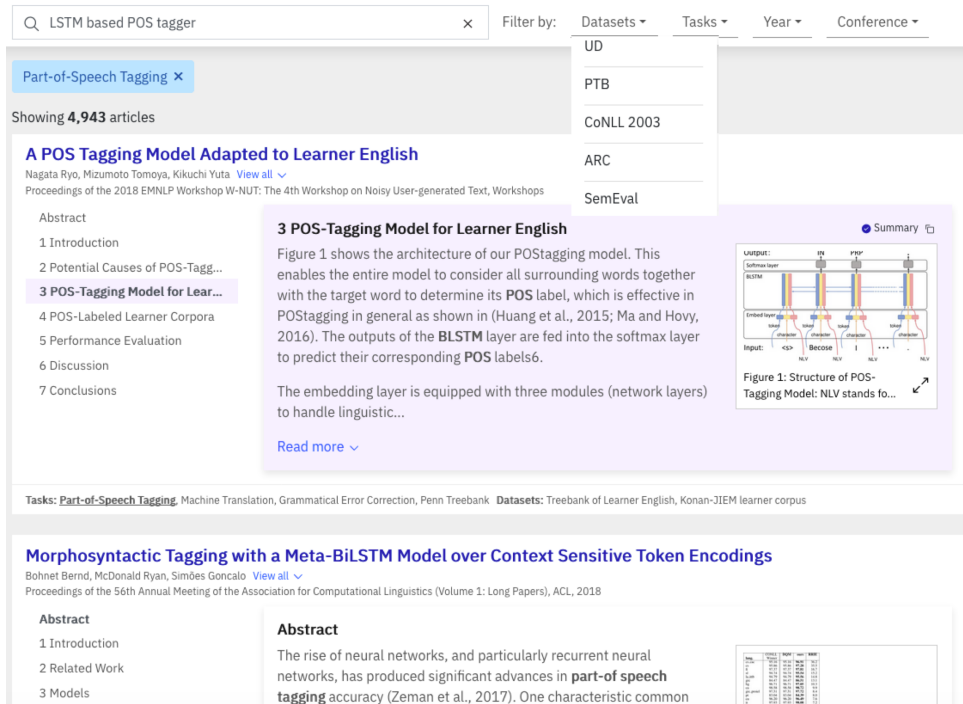 LSTM based POS tagger × Filter by: Datasets Tasks Year Conference
UD
PTB
CoNLL 2003
ARC
SemEval
Part-of-Speech Tagging ×
Showing 4,943 articles
A POS Tagging Model Adapted to Learner English
Nagata Ryo, Mizumoto Tomoya, Kikuchi Yuta View all
Proceedings of the 2018 EMNLP Workshop W-NUT: The 4th Workshop on Noisy User-generated Text, Workshops
Abstract
1 Introduction
2 Potential Causes of POS-Tagg...
3 POS-Tagging Model for Lear...
4 POS-Labeled Learner Corpora
5 Performance Evaluation
6 Discussion
7 Conclusions
3 POS-Tagging Model for Learner English
Summary
Figure 1 shows the architecture of our POStagging model. This
enables the entire model to consider all surrounding words together
with the target word to determine its POS label, which is effective in
POStagging in general as shown in (Huang et al., 2015; Ma and Hovy,
2016). The outputs of the BLSTM layer are fed into the softmax layer
to predict their corresponding POS labels6.
The embedding layer is equipped with three modules (network layers)
to handle linguistic...
Read more
Output: IN PRP .
Softmax layer
BLSTM
Embed layer
token token token
character character character character
Input: <s> Becose I ... .
NLV NLV NLV NLV
Figure 1: Structure of POS-
Tagging Model: NLV stands fo...
Tasks: Part-of-Speech Tagging, Machine Translation, Grammatical Error Correction, Penn Treebank Datasets: Treebank of Learner English, Konan-JIEM learner corpus
Morphosyntactic Tagging with a Meta-BiLSTM Model over Context Sensitive Token Encodings
Bohnet Bernd, McDonald Ryan, Simões Goncalo View all
Proceedings of the 56th Annual Meeting of the Association for Computational Linguistics (Volume 1: Long Papers), ACL, 2018
Abstract
1 Introduction
2 Related Work
3 Models
Abstract
The rise of neural networks, and particularly recurrent neural
networks, has produced significant advances in part-of speech
tagging accuracy (Zeman et al., 2017). One characteristic common